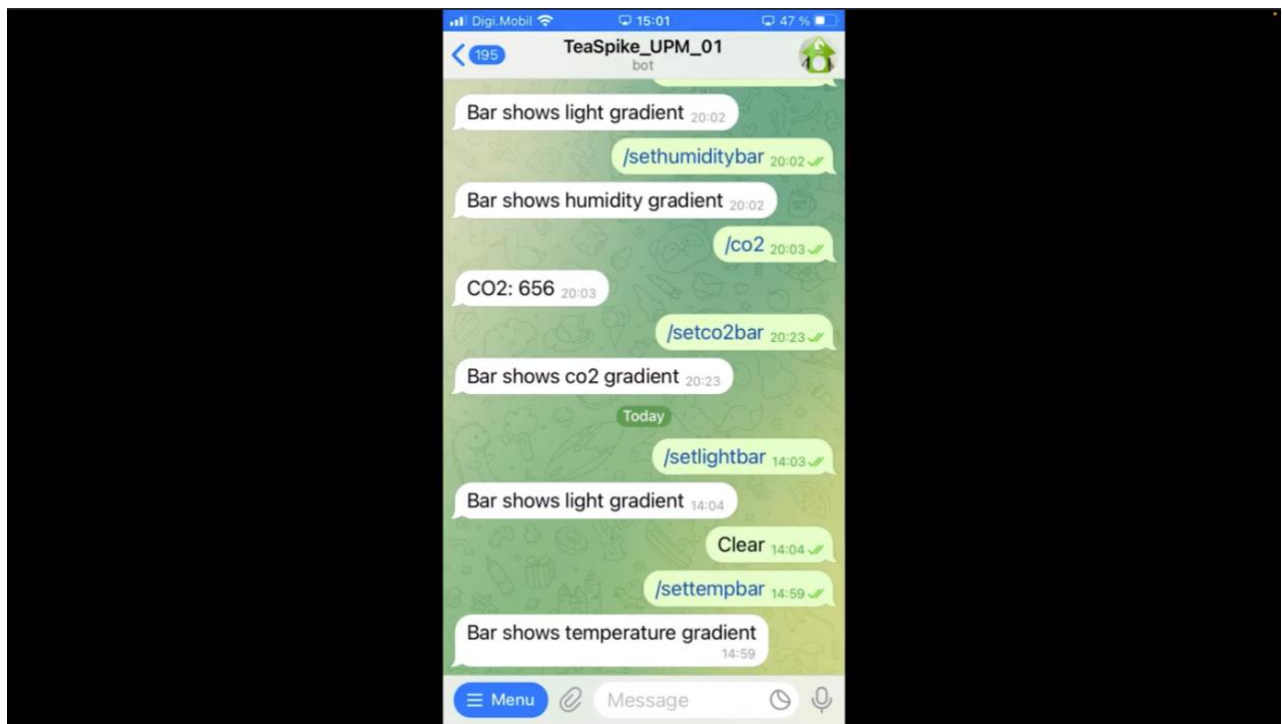 Digi.Mobil 15:01 47 %
195 TeaSpike_UPM_01
bot
Bar shows light gradient 20:02
/sethumiditybar 20:02
Bar shows humidity gradient 20:02
/co2 20:03
CO2: 656 20:03
/setco2bar 20:23
Bar shows co2 gradient 20:23
Today
/setlightbar 14:03
Bar shows light gradient 14:04
Clear 14:04
/settempbar 14:59
Bar shows temperature gradient
14:59
Menu Message